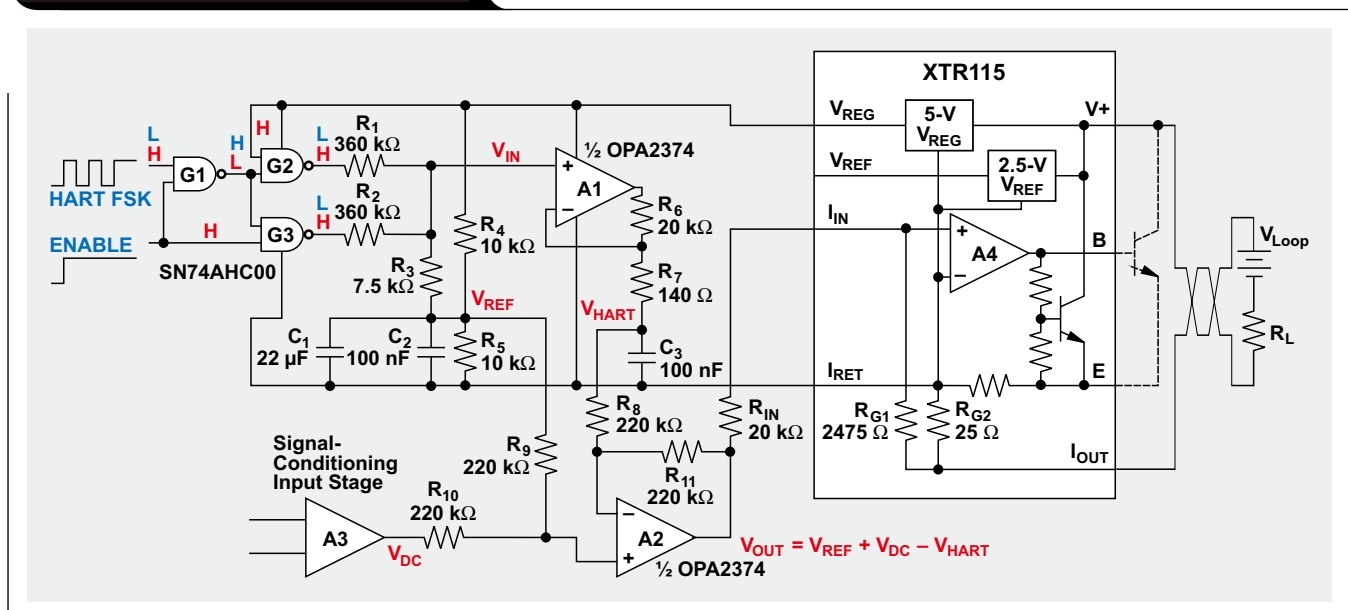 XTR115
V+
VREG
5-V
VREG
VREF
2.5-V
VREF
IIN
A4
B
VLoop
RL
IRET
E
RG1
2475 Ω
RG2
25 Ω
IOUT
L
H
HART FSK
ENABLE
G1
L
H
H
G2
L
H
R1
360 kΩ
R2
360 kΩ
L
H
G3
H
SN74AHC00
R3
7.5 kΩ
R4
10 kΩ
VIN
½ OPA2374
+
A1
–
R6
20 kΩ
R7
140 Ω
VREF
VHART
C1
22 µF
C2
100 nF
R5
10 kΩ
C3
100 nF
R8
220 kΩ
RIN
20 kΩ
R9
220 kΩ
R11
220 kΩ
Signal-
Conditioning
Input Stage
A3
VDC
R10
220 kΩ
–
A2
+
VOUT = VREF + VDC – VHART
½ OPA2374
+
–